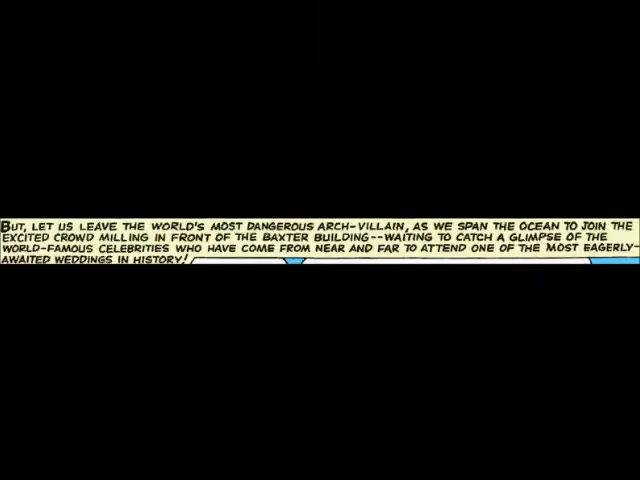 BUT, LET US LEAVE THE WORLD'S MOST DANGEROUS ARCH-VILLAIN, AS WE SPAN THE OCEAN TO JOIN THE
EXCITED CROWD MILLING IN FRONT OF THE BAXTER BUILDING--WAITING TO CATCH A GLIMPSE OF THE
WORLD-FAMOUS CELEBRITIES WHO HAVE COME FROM NEAR AND FAR TO ATTEND ONE OF THE MOST EAGERLY-
AWAITED WEDDINGS IN HISTORY!